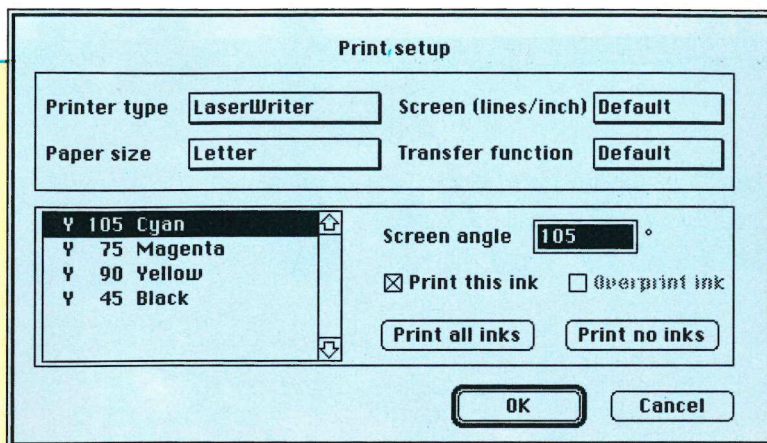 Print setup
Printer type LaserWriter Screen (lines/inch) Default
Paper size Letter Transfer function Default
Y 105 Cyan
Y 75 Magenta
Y 90 Yellow
Y 45 Black
Screen angle 105 °
Print this ink Overprint ink
Print all inks Print no inks
OK Cancel